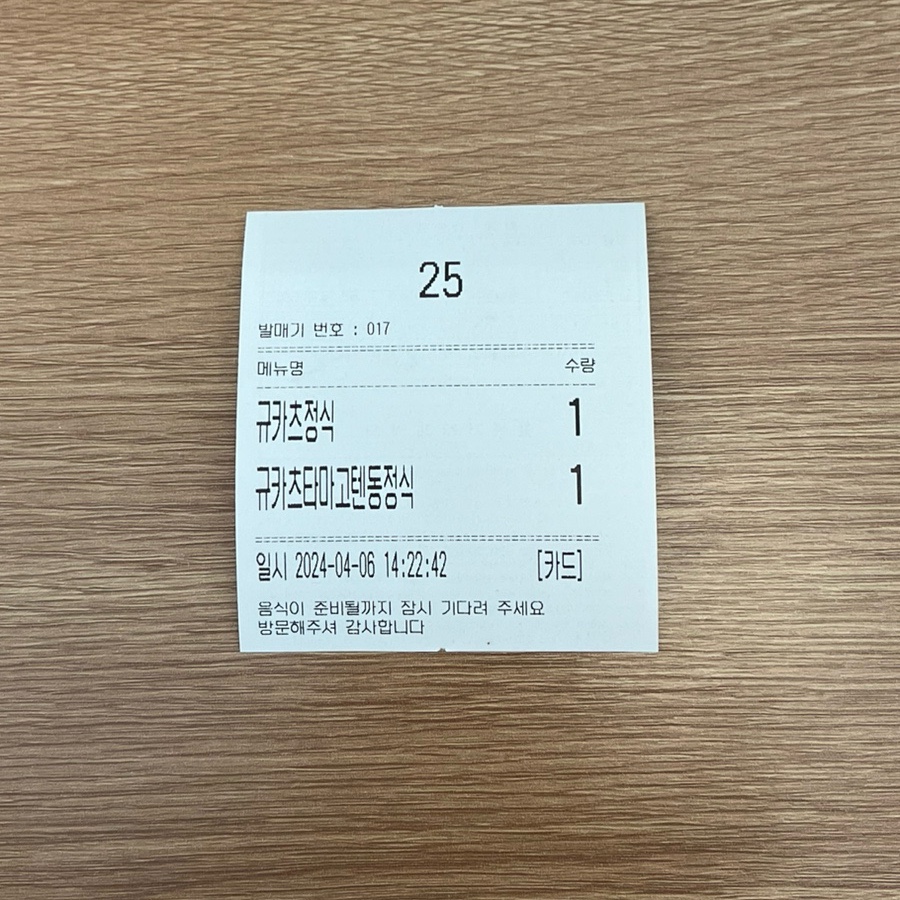 25
발매기 번호 : 017
메뉴명 수량
규카츠정식 1
규카츠타마고텐동정식 1
일시 2024-04-06 14:22:42 [카드]
음식이 준비될까지 잠시 기다려 주세요
방문해주셔 감사합니다